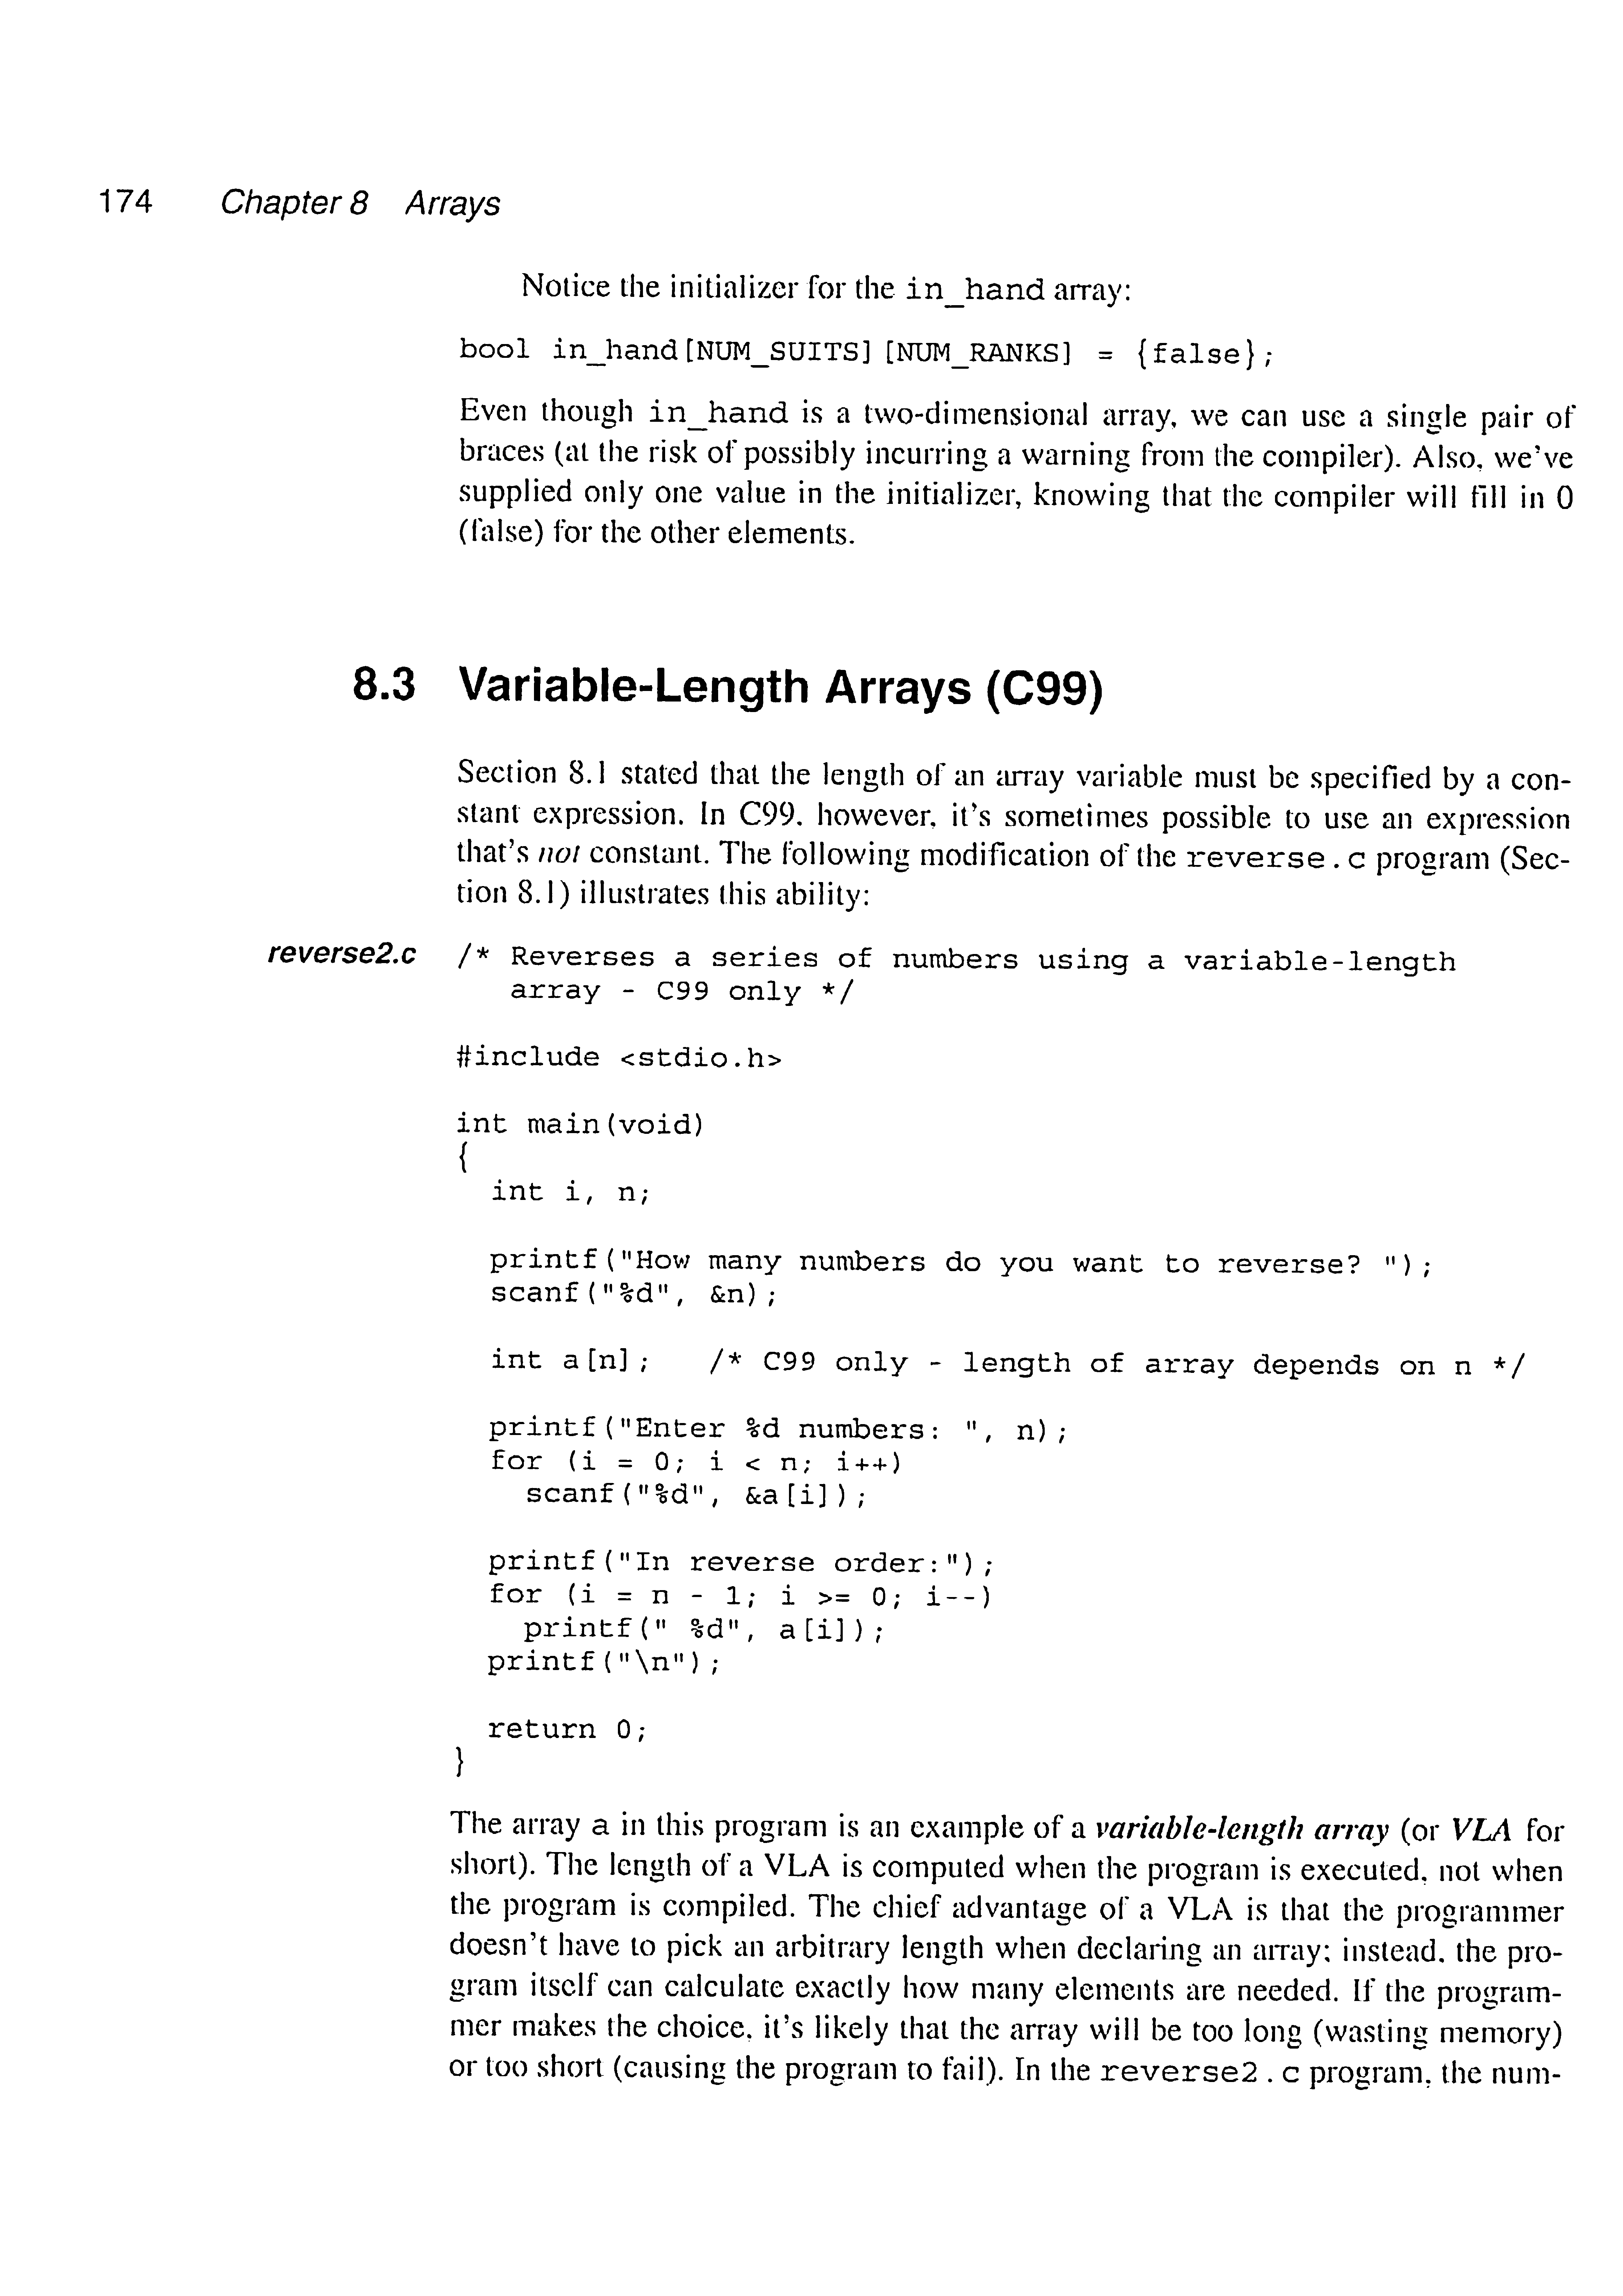 174 Chapter 8 Arrays
Notice the initializer for the in_hand array:
bool in_hand[NUM_SUITS][NUM_RANKS] = {false};
Even though in_hand is a two-dimensional array, we can use a single pair of
braces (at the risk of possibly incurring a warning from the compiler). Also, we've
supplied only one value in the initializer, knowing that the compiler will fill in 0
(false) for the other elements.
8.3 Variable-Length Arrays (C99)
Section 8.1 stated that the length of an array variable must be specified by a con-
stant expression. In C99, however, it's sometimes possible to use an expression
that's not constant. The following modification of the reverse.c program (Sec-
tion 8.1) illustrates this ability:
reverse2.c /* Reverses a series of numbers using a variable-length
array - C99 only */
#include <stdio.h>
int main(void)
{
int i, n;
printf("How many numbers do you want to reverse? ");
scanf("%d", &n);
int a[n]; /* C99 only - length of array depends on n */
printf("Enter %d numbers: ", n);
for (i = 0; i < n; i++)
scanf("%d", &a[i]);
printf("In reverse order:");
for (i = n - 1; i >= 0; i--)
printf(" %d", a[i]);
printf("\n");
return 0;
}
The array a in this program is an example of a variable-length array (or VLA for
short). The length of a VLA is computed when the program is executed, not when
the program is compiled. The chief advantage of a VLA is that the programmer
doesn't have to pick an arbitrary length when declaring an array; instead, the pro-
gram itself can calculate exactly how many elements are needed. If the program-
mer makes the choice, it's likely that the array will be too long (wasting memory)
or too short (causing the program to fail). In the reverse2.c program, the num-